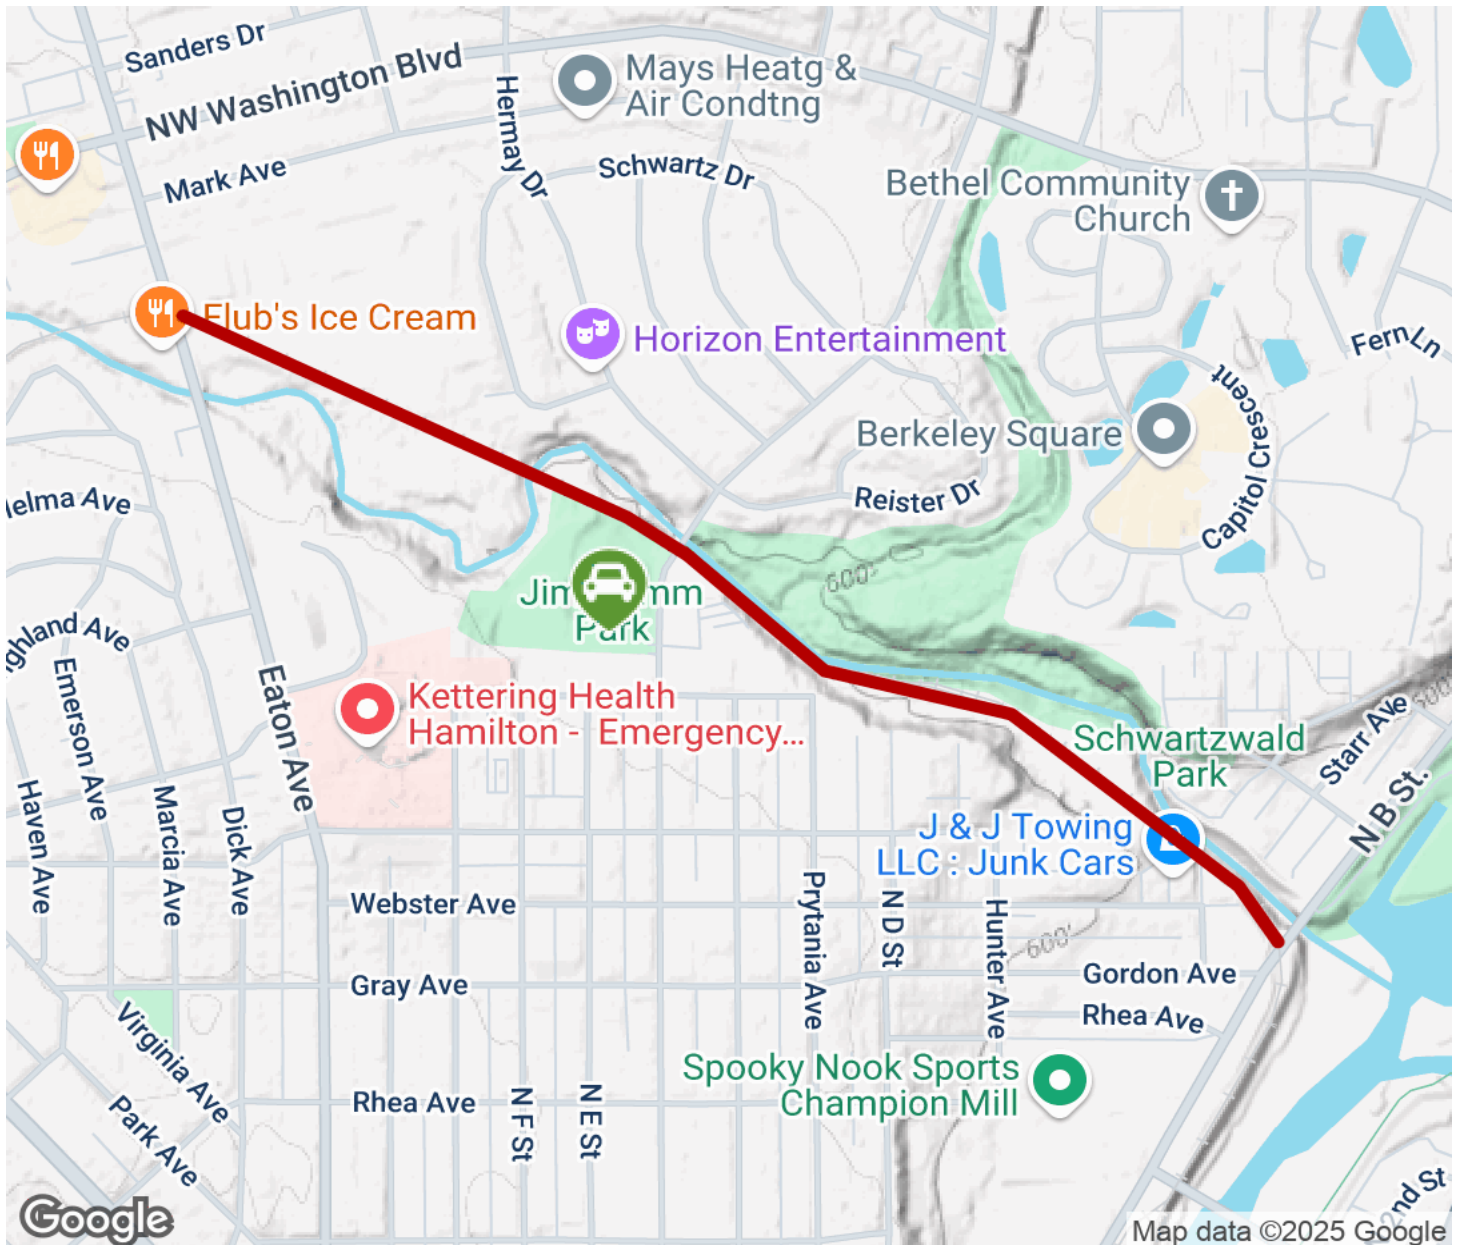 Sanders Dr
NW Washington Blvd
Mark Ave
Hermay Dr
Mays Heatg &
Air Condtng
Schwartz Dr
Bethel Community
Church
Flub's Ice Cream
Horizon Entertainment
Fern Ln
Berkeley Square
Capitol Crescent
Reister Dr
600'
Park
Kettering Health
Hamilton - Emergency...
Eaton Ave
Emerson Ave
Haven Ave
Marcia Ave
Dick Ave
Schwartzwald
Park
Starr Ave
600'
N B St.
J & J Towing
LLC : Junk Cars
Webster Ave
Prytania Ave
N D St
Hunter Ave
600'
Gray Ave
Gordon Ave
Rhea Ave
Virginia Ave
Park Ave
Rhea Ave
N F St
N E St
Spooky Nook Sports
Champion Mill
2nd St
Google
Map data ©2025 Google